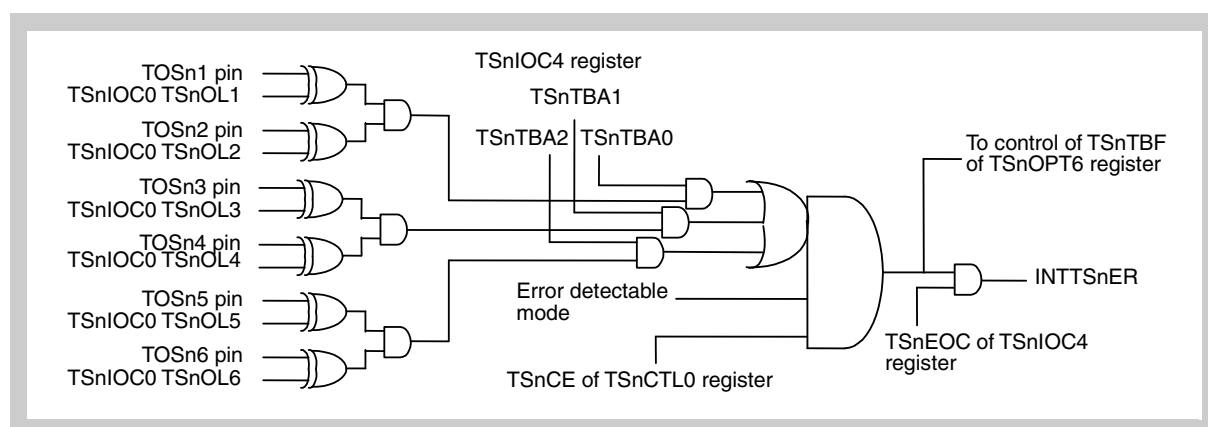 TOSn1 pin
TSnIOC0 TSnOL1
TOSn2 pin
TSnIOC0 TSnOL2
TOSn3 pin
TSnIOC0 TSnOL3
TOSn4 pin
TSnIOC0 TSnOL4
TOSn5 pin
TSnIOC0 TSnOL5
TOSn6 pin
TSnIOC0 TSnOL6
TSnIOC4 register
TSnTBA1
TSnTBA2
TSnTBA0
Error detectable
mode
TSnCE of TSnCTL0 register
To control of TSnTBF
of TSnOPT6 register
INTTSnER
TSnEOC of TSnIOC4
register